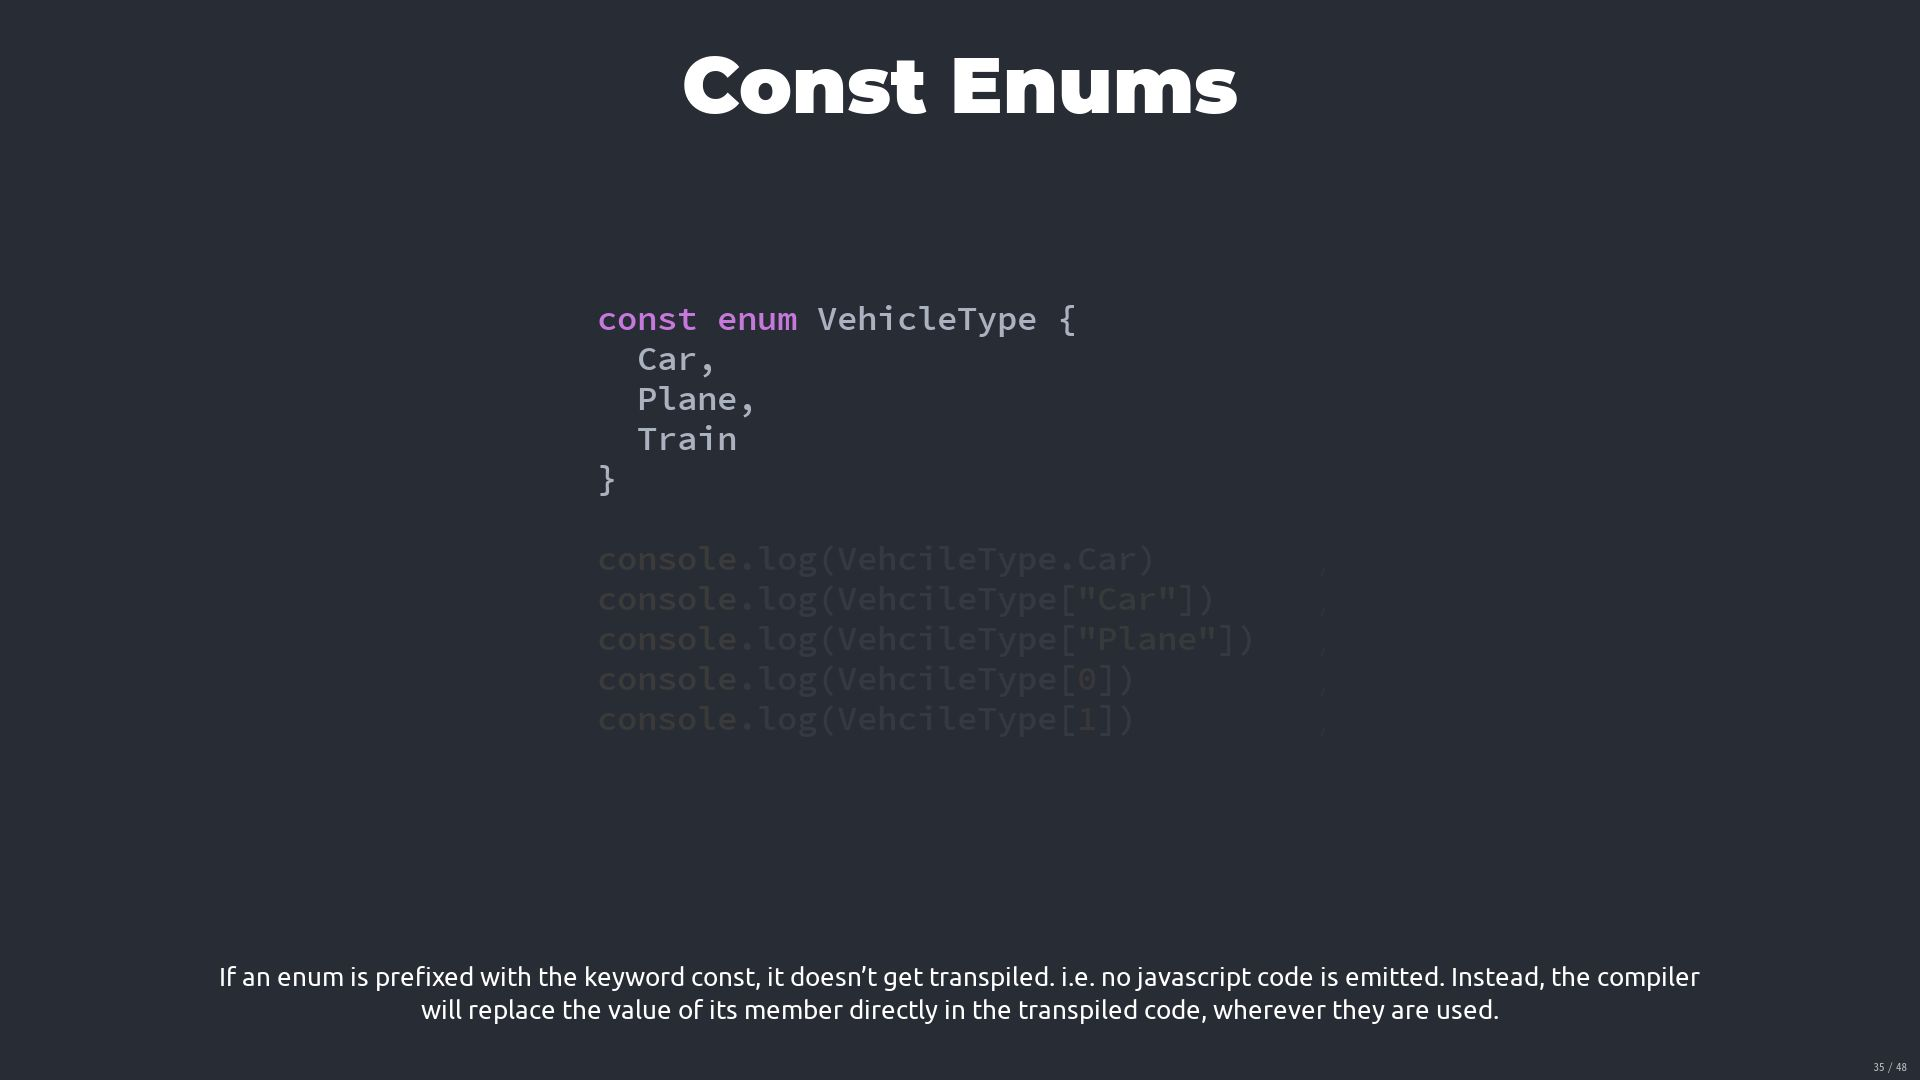 Const Enums
const enum VehicleType {
  Car,
  Plane,
  Train
}
console.log(VehcileType.Car)
console.log(VehcileType["Car"])
console.log(VehcileType["Plane"])
console.log(VehcileType[0])
console.log(VehcileType[1])
If an enum is prefixed with the keyword const, it doesn’t get transpiled. i.e. no javascript code is emitted. Instead, the compiler
will replace the value of its member directly in the transpiled code, wherever they are used.
35 / 48